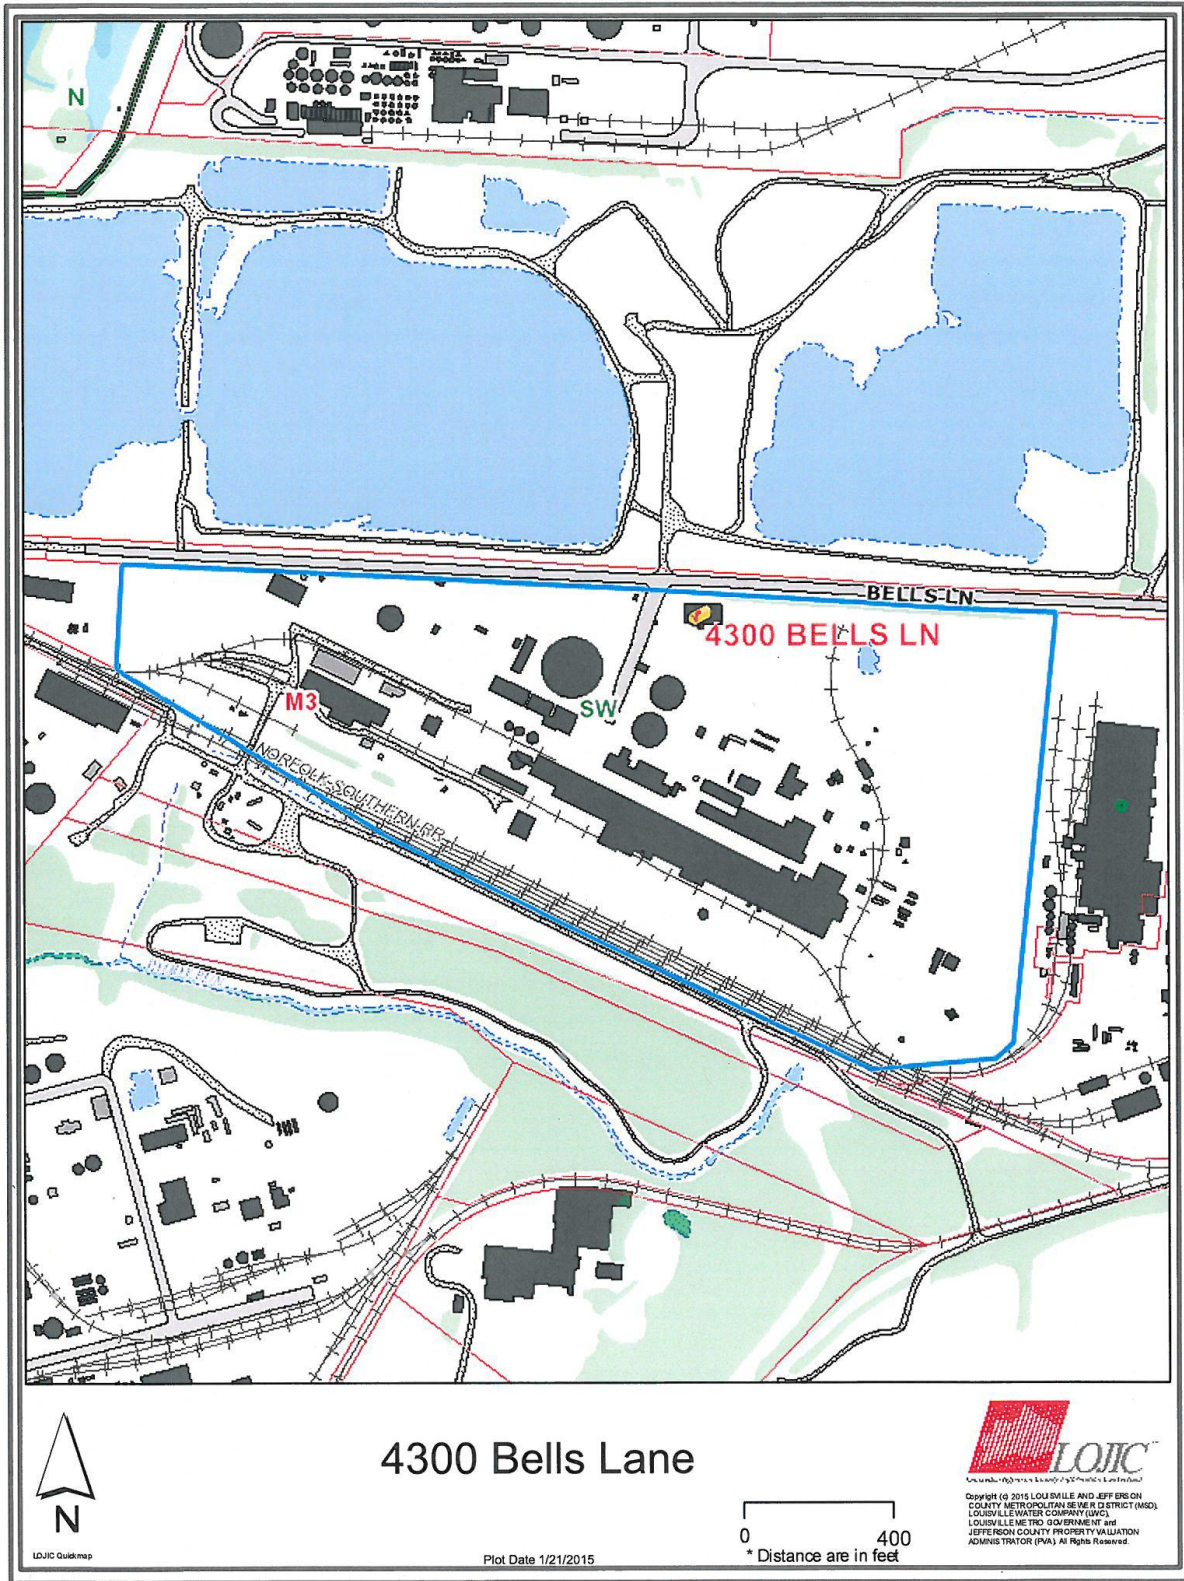 N
BELLS LN
4300 BELLS LN
M3
SW
NORFOLK-SOUTHERN RR
4300 Bells Lane
N
LOJIC Quickmap
Plot Date 1/21/2015
0 400
* Distance are in feet
LOJIC
Copyright (c) 2015 LOUISVILLE AND JEFFERSON
COUNTY METROPOLITAN SEWER DISTRICT (MSD),
LOUISVILLE WATER COMPANY (LWC),
LOUISVILLE METRO GOVERNMENT and
JEFFERSON COUNTY PROPERTY VALUATION
ADMINISTRATOR (PVA). All Rights Reserved.